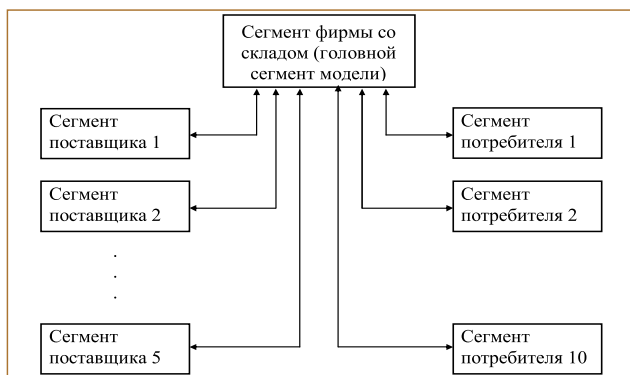 Сегмент фирмы со
складом (головной
сегмент модели)
Сегмент
поставщика 1
Сегмент
потребителя 1
Сегмент
поставщика 2
Сегмент
потребителя 2
.
.
.
Сегмент
поставщика 5
Сегмент
потребителя 10